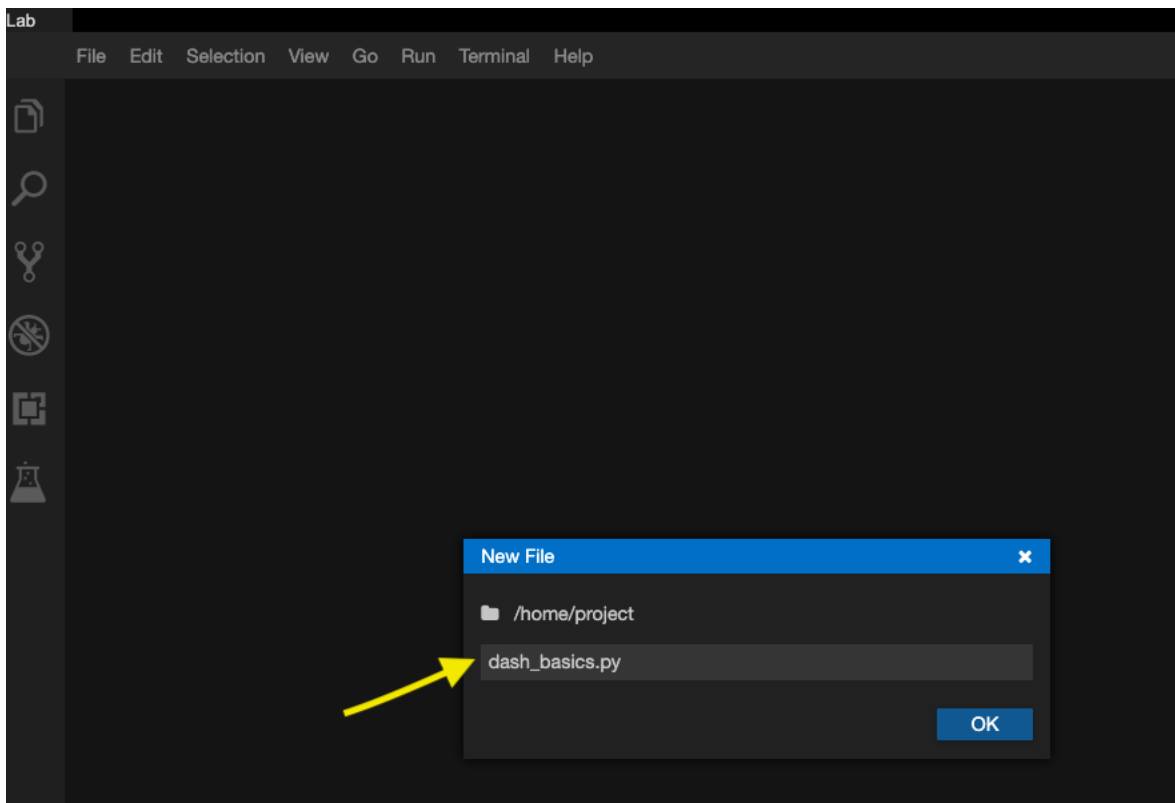 Lab
File Edit Selection View Go Run Terminal Help
New File
/home/project
dash_basics.py
OK